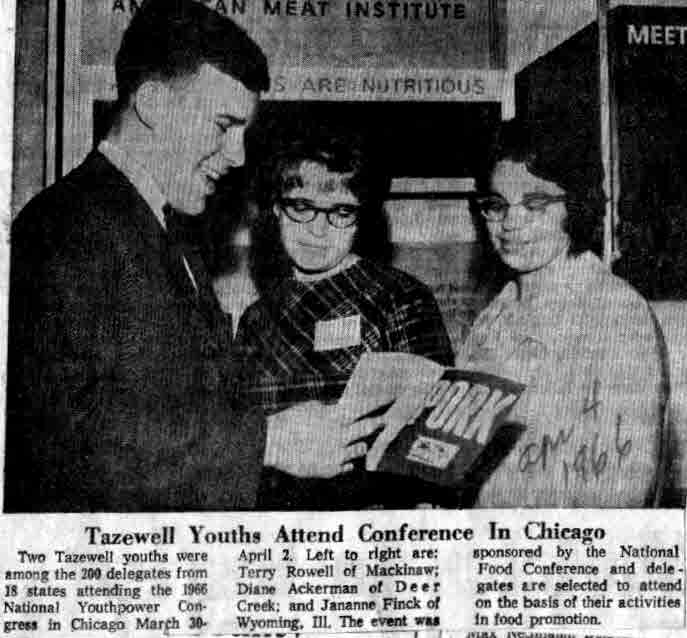 AMERICAN MEAT INSTITUTE
S ARE NUTRITIOUS
MEET
PORK
apr 4
1966
Tazewell Youths Attend Conference In Chicago
Two Tazewell youths were
among the 200 delegates from
18 states attending the 1966
National Youthpower Con-
gress in Chicago March 30-
April 2. Left to right are:
Terry Rowell of Mackinaw;
Diane Ackerman of Deer
Creek; and Jananne Finck of
Wyoming, Ill. The event was
sponsored by the National
Food Conference and dele-
gates are selected to attend
on the basis of their activities
in food promotion.